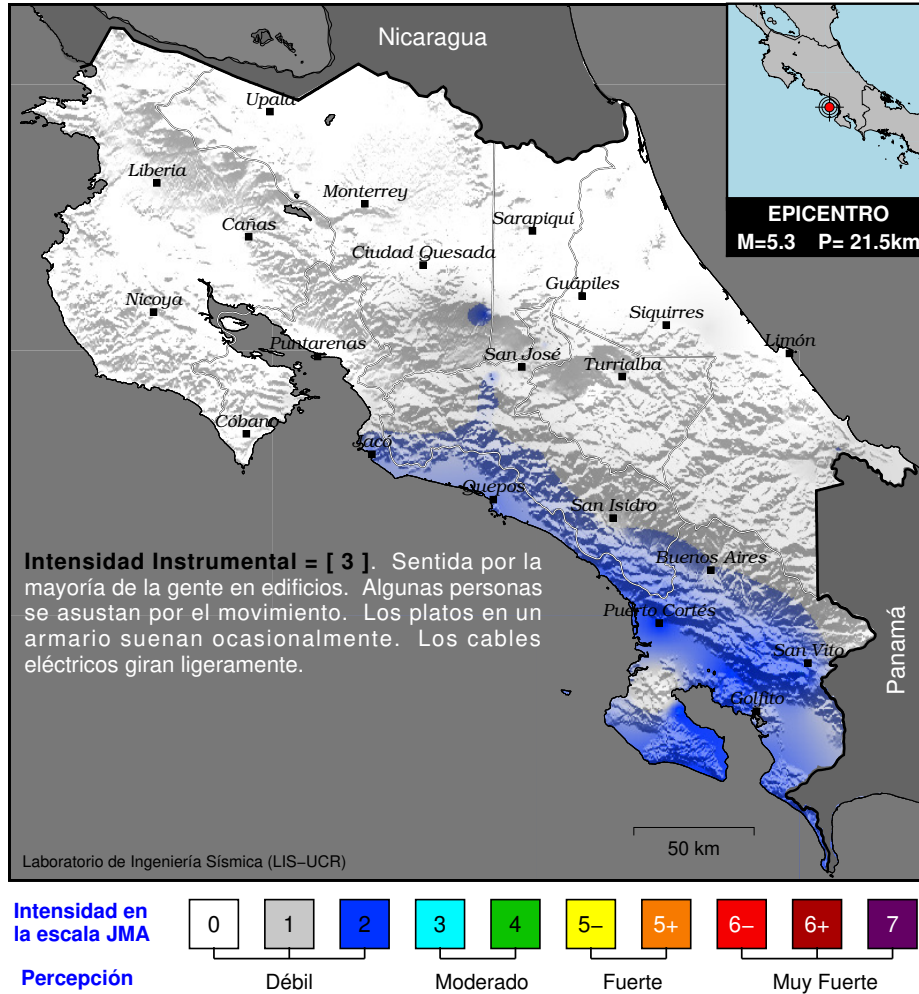 Nicaragua
Upala
Liberia
Monterrey
Cañas
Sarapiquí
Ciudad Quesada
EPICENTRO
M=5.3 P= 21.5km
Nicoya
Guápiles
Siquirres
Puntarenas
San José
Limón
Turrialba
Cóbano
Jacó
Quepos
San Isidro
Intensidad Instrumental = [ 3 ]. Sentida por la
mayoría de la gente en edificios. Algunas personas
se asustan por el movimiento. Los platos en un
armario suenan ocasionalmente. Los cables
eléctricos giran ligeramente.
Buenos Aires
Puerto Cortés
San Vito
Golfito
Panamá
50 km
Laboratorio de Ingeniería Sísmica (LIS−UCR)
Intensidad en
la escala JMA
0 1 2 3 4 5− 5+ 6− 6+ 7
Percepción
Débil Moderado Fuerte Muy Fuerte